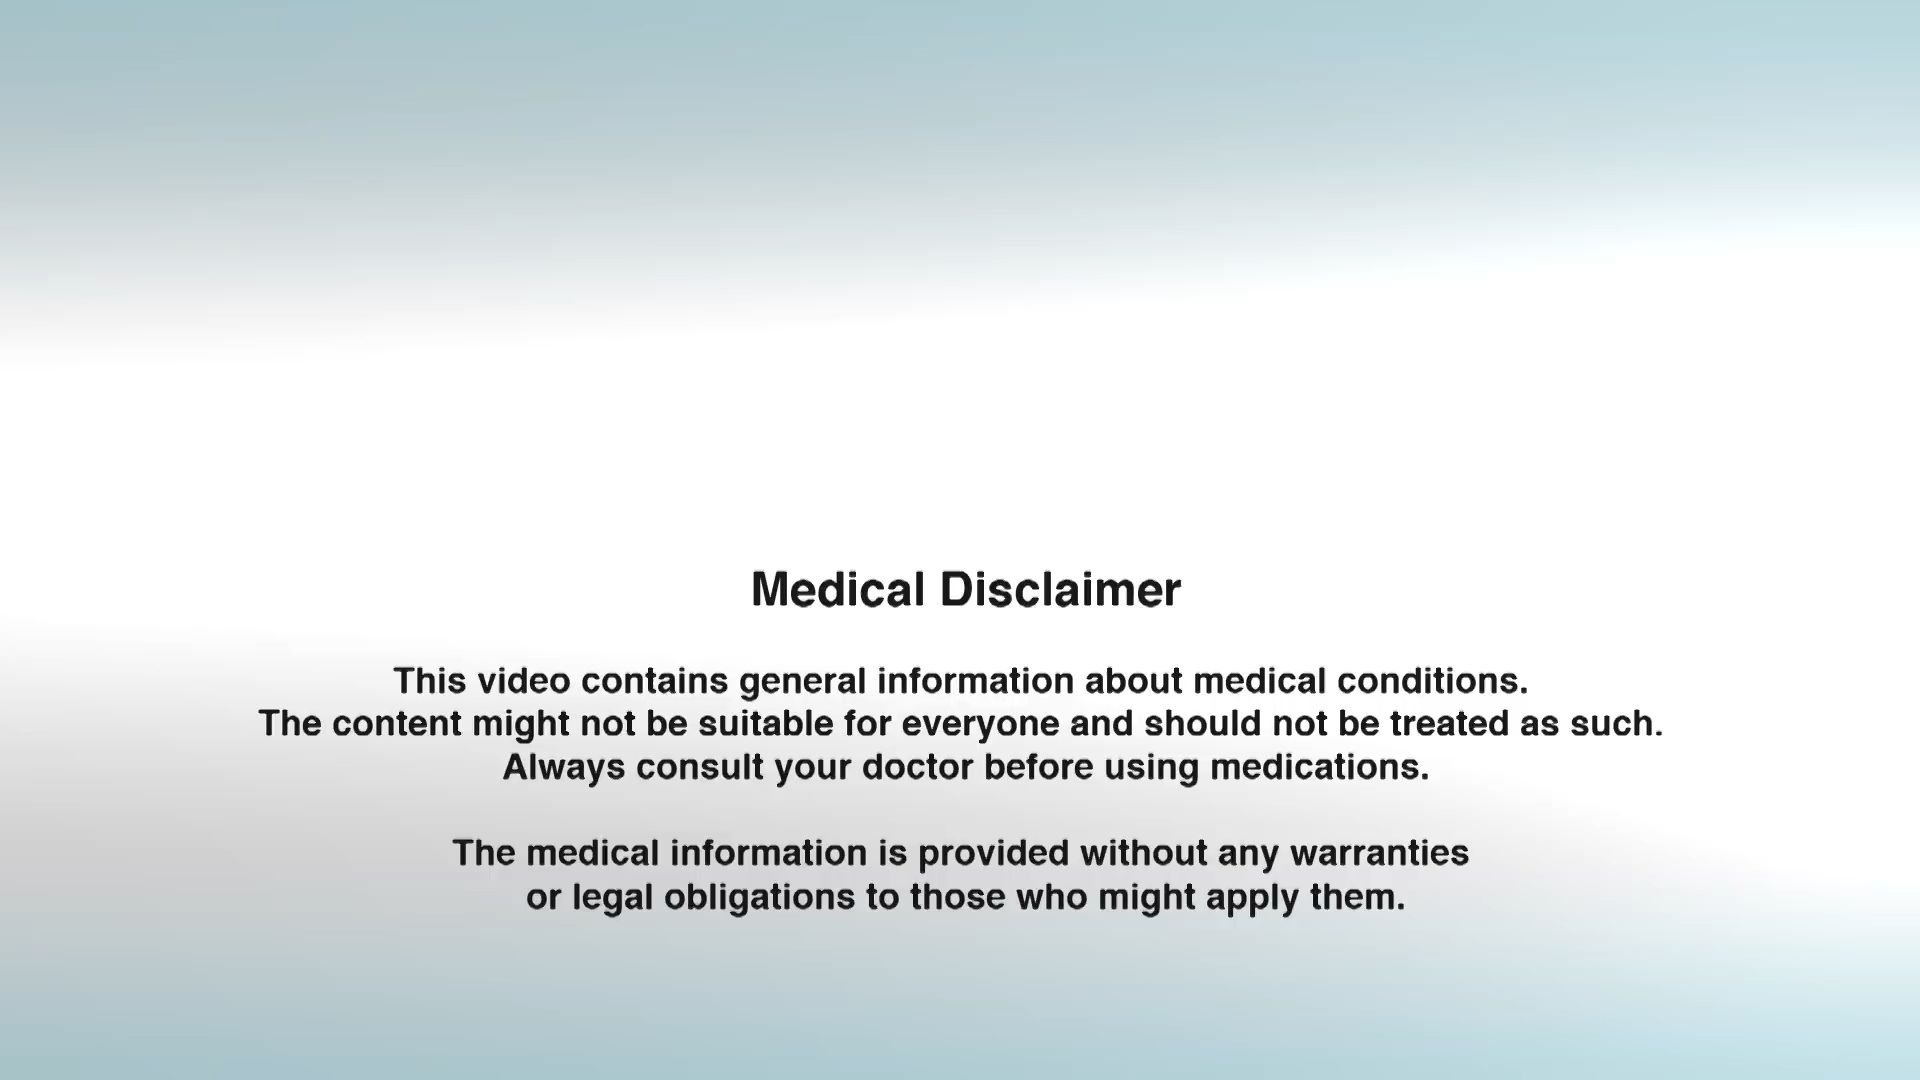 Medical Disclaimer
This video contains general information about medical conditions.
The content might not be suitable for everyone and should not be treated as such.
Always consult your doctor before using medications.
The medical information is provided without any warranties
or legal obligations to those who might apply them.